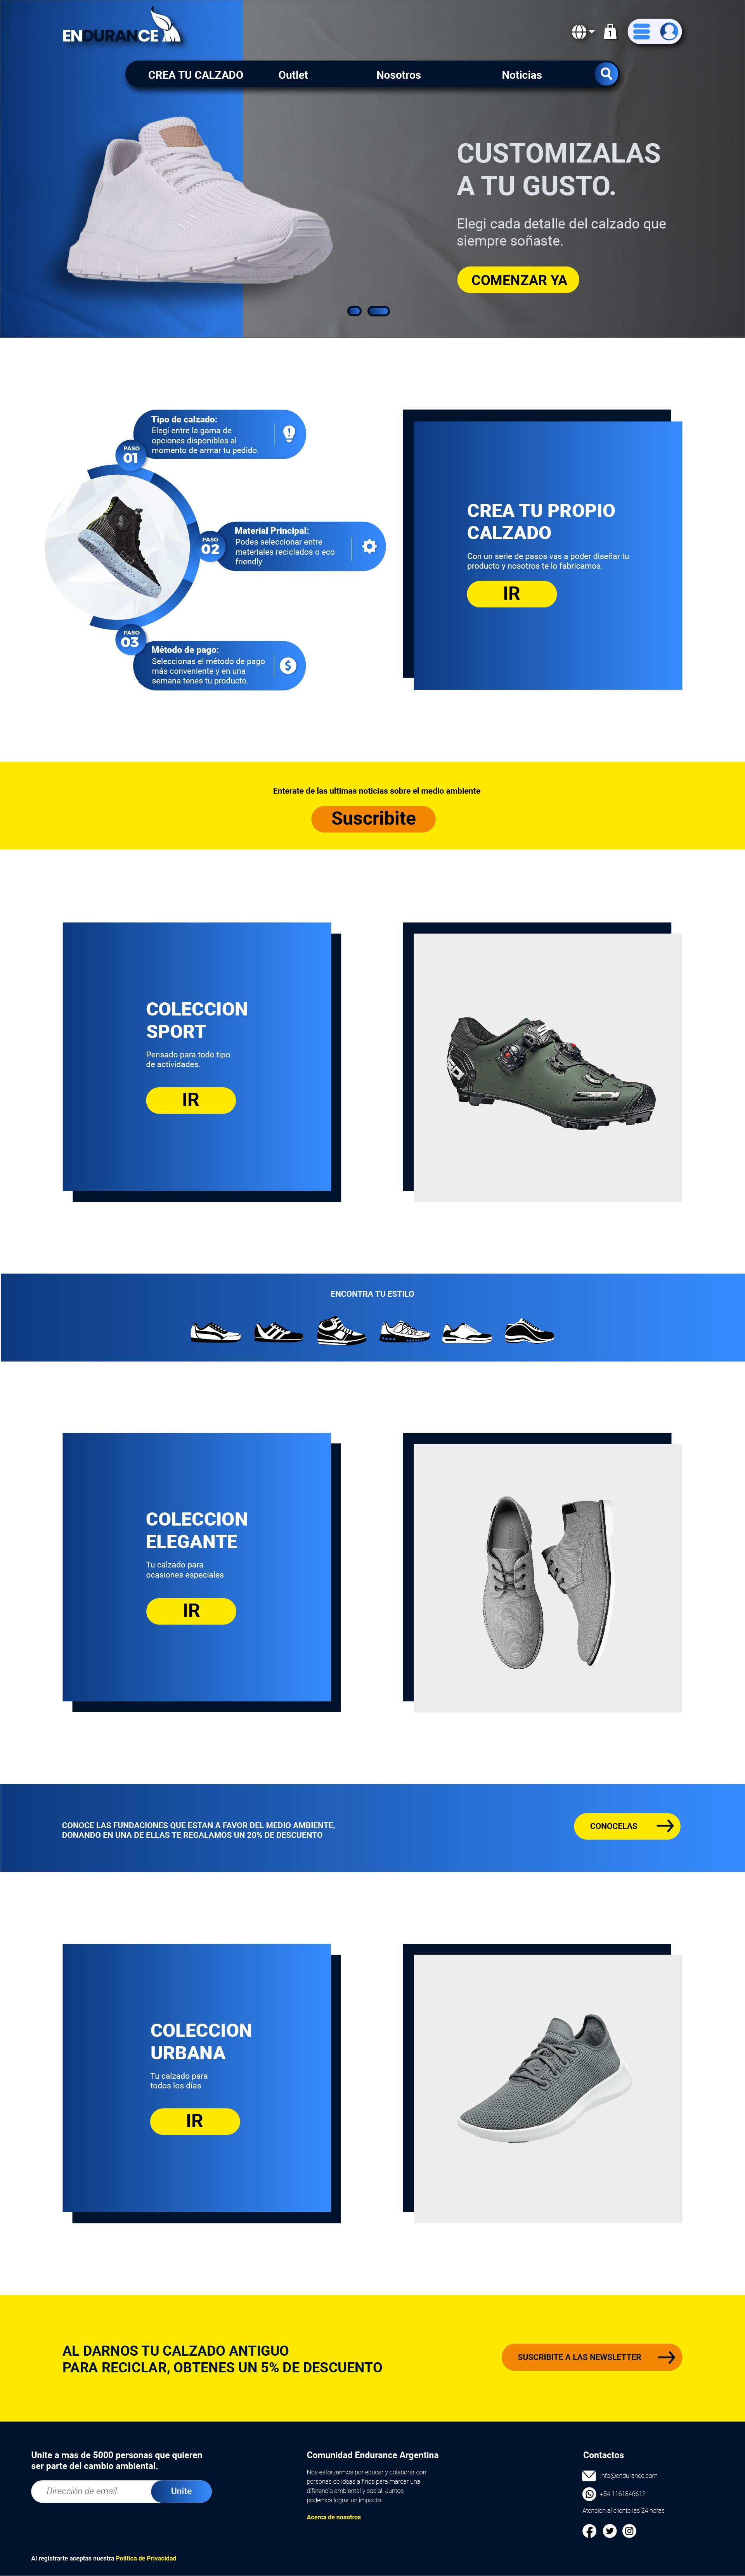 ENDURANCE
1
CREA TU CALZADO
Outlet
Nosotros
Noticias
CUSTOMIZALAS
A TU GUSTO.
Elegi cada detalle del calzado que
siempre soñaste.
COMENZAR YA
PASO
01
Tipo de calzado:
Elegí entre la gama de
opciones disponibles al
momento de armar tu pedido.
PASO
02
Material Principal:
Podes seleccionar entre
materiales reciclados o eco
friendly
PASO
03
Método de pago:
Seleccionas el método de pago
más conveniente y en una
semana tenes tu producto.
CREA TU PROPIO
CALZADO
Con un serie de pasos vas a poder diseñar tu
producto y nosotros te lo fabricamos.
IR
Enterate de las ultimas noticias sobre el medio ambiente
Suscribite
COLECCION
SPORT
Pensado para todo tipo
de actividades.
IR
ENCONTRA TU ESTILO
COLECCION
ELEGANTE
Tu calzado para
ocasiones especiales
IR
CONOCE LAS FUNDACIONES QUE ESTAN A FAVOR DEL MEDIO AMBIENTE,
DONANDO EN UNA DE ELLAS TE REGALAMOS UN 20% DE DESCUENTO
CONOCELAS
COLECCION
URBANA
Tu calzado para
todos los días
IR
AL DARNOS TU CALZADO ANTIGUO
PARA RECICLAR, OBTENES UN 5% DE DESCUENTO
SUSCRIBITE A LAS NEWSLETTER
Unite a mas de 5000 personas que quieren
ser parte del cambio ambiental.
Dirección de email
Unite
Al registrarte aceptas nuestra Política de Privacidad
Comunidad Endurance Argentina
Nos esforzarmos por educar y colaborar con
personas de ideas a fines para marcar una
diferencia ambiental y social. Juntos
podemos lograr un impacto.
Acerca de nosotros
Contactos
info@endurance.com
+54 1161846612
Atencion al cliente las 24 horas